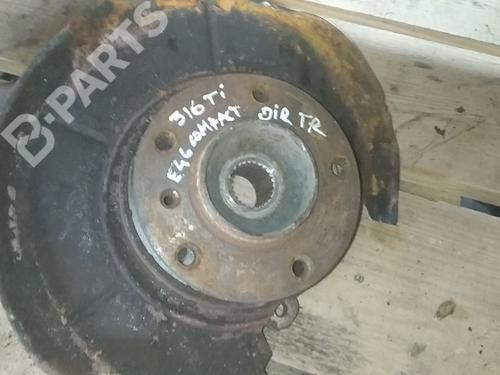 B-PARTS
316 Ti
E46 COMPACT
DIR TR